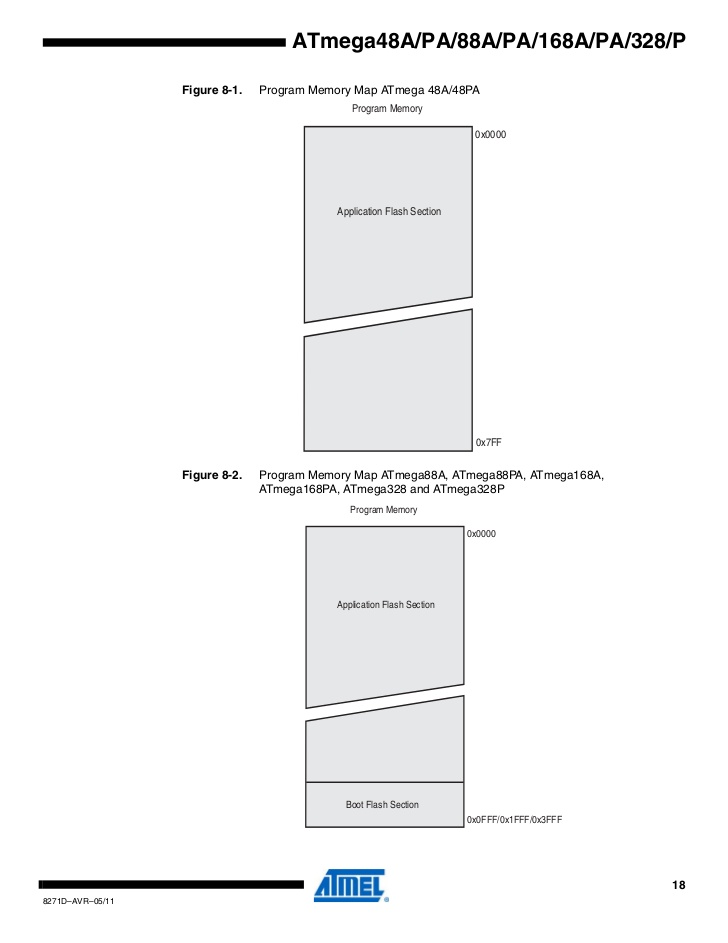 ATmega48A/PA/88A/PA/168A/PA/328/P
Figure 8-1. Program Memory Map ATmega 48A/48PA
Program Memory
0x0000
Application Flash Section
0x7FF
Figure 8-2. Program Memory Map ATmega88A, ATmega88PA, ATmega168A,
ATmega168PA, ATmega328 and ATmega328P
Program Memory
0x0000
Application Flash Section
Boot Flash Section
0x0FFF/0x1FFF/0x3FFF
ATMEL®
18
8271D–AVR–05/11